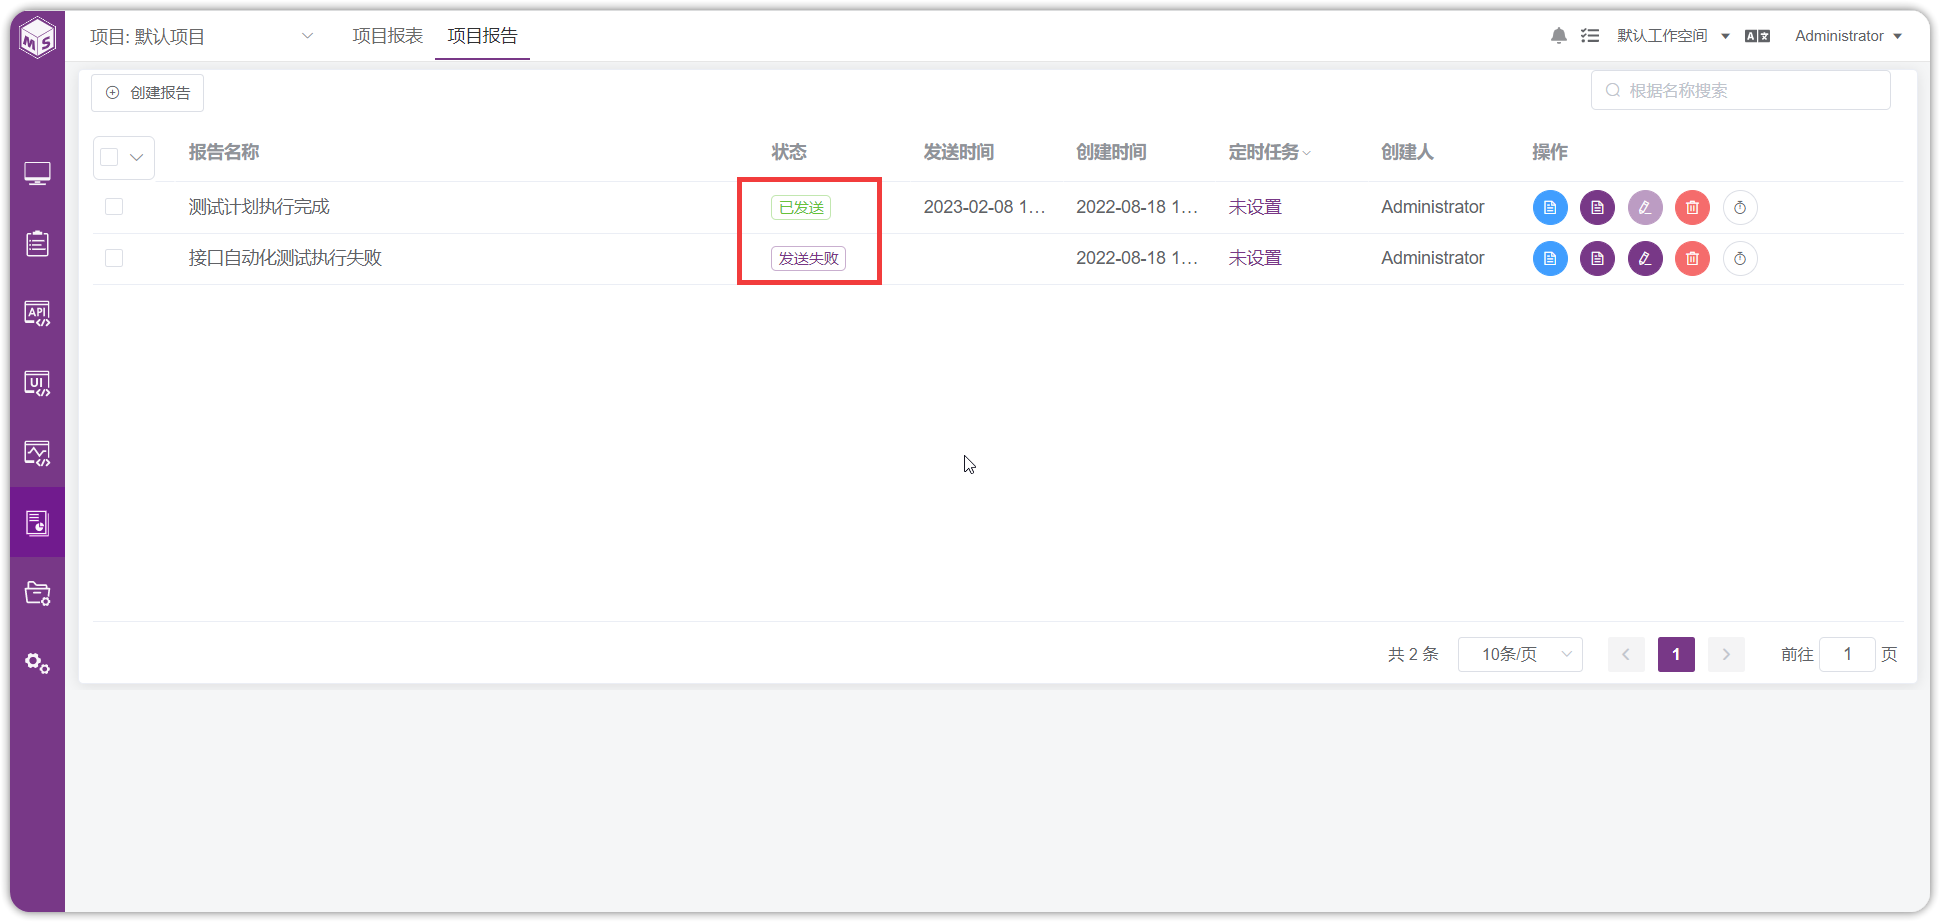 MS
项目: 默认项目
项目报表
项目报告
默认工作空间
Administrator
创建报告
根据名称搜索
报告名称 状态 发送时间 创建时间 定时任务 创建人 操作
测试计划执行完成 已发送 2023-02-08 1... 2022-08-18 1... 未设置 Administrator
接口自动化测试执行失败 发送失败 2022-08-18 1... 未设置 Administrator
API
UI
共 2 条 10条/页 1 前往 1 页